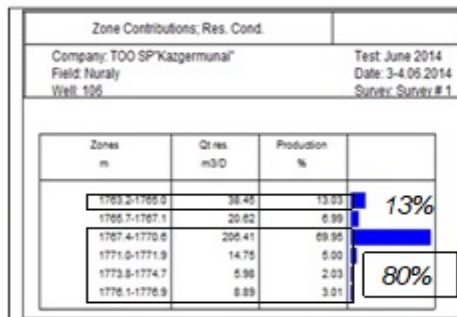 Zone Contributions; Res. Cond.
Company: TOO SP"Kazgermunai" Test: June 2014
Field: Nuraly Date: 3-4.06.2014
Well: 106 Survey: Survey # 1
Zones Qt res. Production
m m3/D %
1763.2-1765.0 38.45 13.03 13%
1765.7-1767.1 20.62 6.99
1767.4-1770.6 206.41 69.95
1771.0-1771.9 14.75 5.00
1773.8-1774.7 5.98 2.03 80%
1776.1-1776.9 8.89 3.01